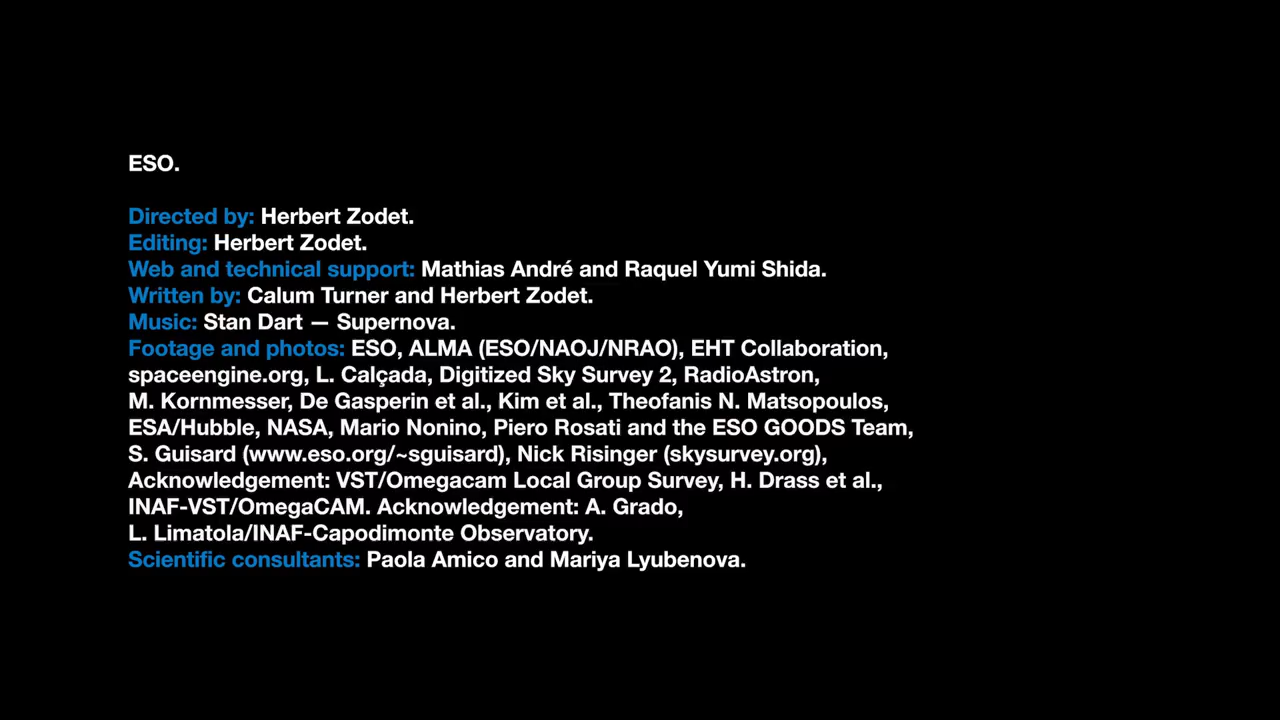 ESO.
Directed by: Herbert Zodet.
Editing: Herbert Zodet.
Web and technical support: Mathias André and Raquel Yumi Shida.
Written by: Calum Turner and Herbert Zodet.
Music: Stan Dart — Supernova.
Footage and photos: ESO, ALMA (ESO/NAOJ/NRAO), EHT Collaboration,
spaceengine.org, L. Calçada, Digitized Sky Survey 2, RadioAstron,
M. Kornmesser, De Gasperin et al., Kim et al., Theofanis N. Matsopoulos,
ESA/Hubble, NASA, Mario Nonino, Piero Rosati and the ESO GOODS Team,
S. Guisard (www.eso.org/~sguisard), Nick Risinger (skysurvey.org),
Acknowledgement: VST/Omegacam Local Group Survey, H. Drass et al.,
INAF-VST/OmegaCAM. Acknowledgement: A. Grado,
L. Limatola/INAF-Capodimonte Observatory.
Scientific consultants: Paola Amico and Mariya Lyubenova.